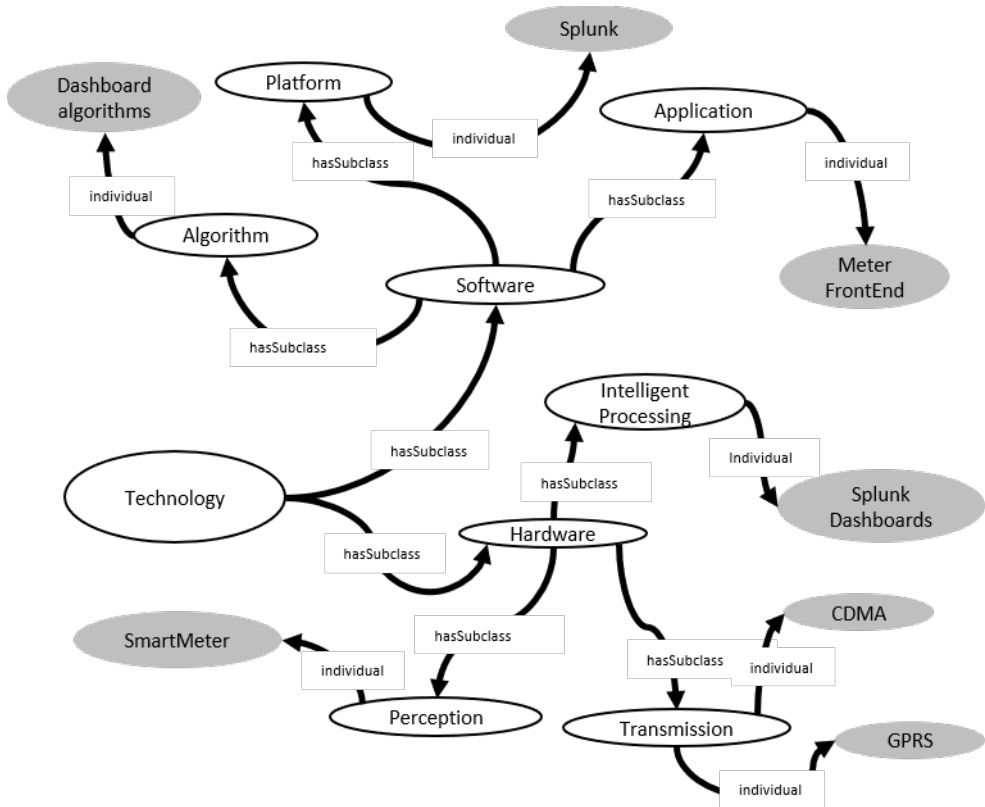 Splunk
Dashboard
algorithms
Platform
Application
individual
individual
hasSubclass
individual
hasSubclass
Algorithm
Meter
FrontEnd
Software
hasSubclass
Intelligent
Processing
hasSubclass
Individual
hasSubclass
Technology
Splunk
Dashboards
Hardware
hasSubclass
CDMA
SmartMeter
hasSubclass
hasSubclass
individual
individual
Perception
Transmission
GPRS
individual